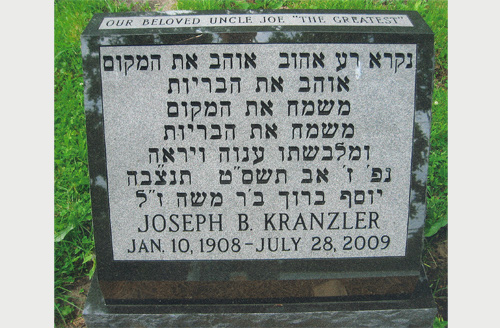 OUR BELOVED UNCLE JOE "THE GREATEST"
נקרא רע אהוב אוהב את המקום
אוהב את הבריות
משמח את המקום
משמח את הבריות
ומלבשתו ענוה ויראה
נפ' ז' אב תשס"ט תנצבה
יוסף ברוך ב'ר משה ז"ל
JOSEPH B. KRANZLER
JAN. 10, 1908 - JULY 28, 2009